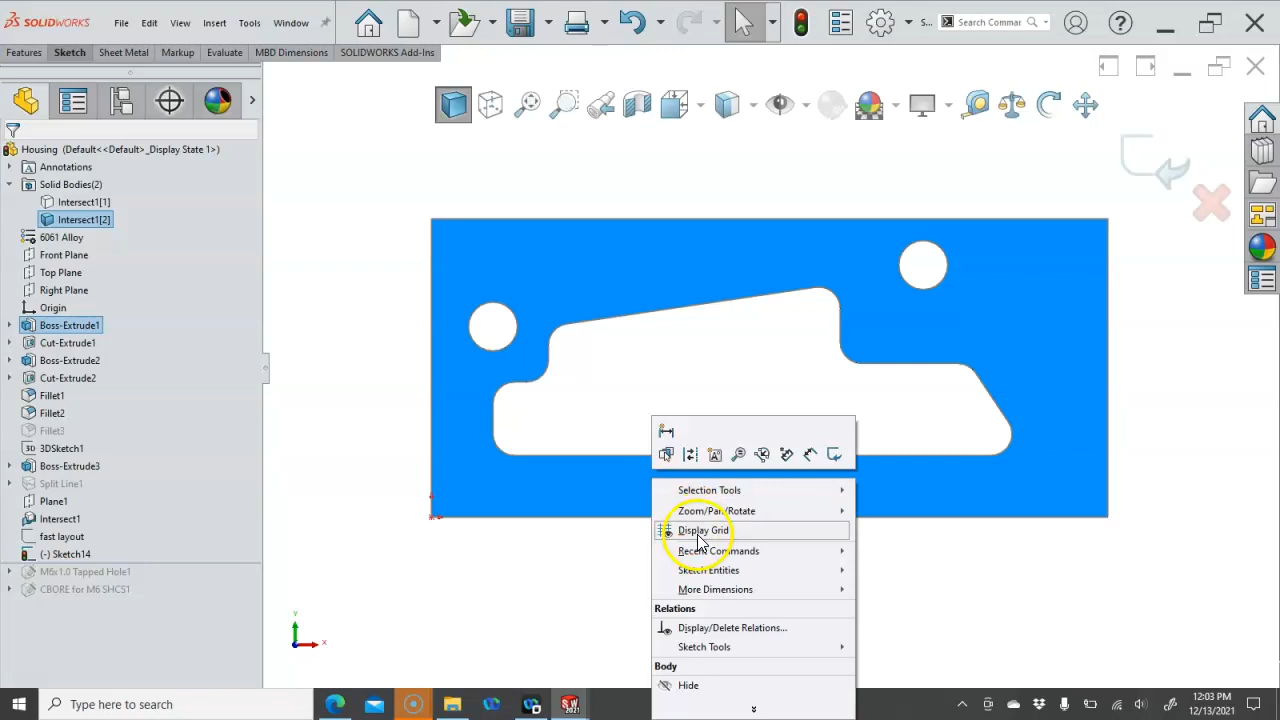 SOLIDWORKS File Edit View Insert Tools Window S... Search Commar
Features Sketch Sheet Metal Markup Evaluate MBD Dimensions SOLIDWORKS Add-Ins
Housing (Default<<Default>_Display State 1>)
Annotations
Solid Bodies(2)
Intersect1[1]
Intersect1[2]
6061 Alloy
Front Plane
Top Plane
Right Plane
Origin
Boss-Extrude1
Cut-Extrude1
Boss-Extrude2
Cut-Extrude2
Fillet1
Fillet2
Fillet3
3DSketch1
Boss-Extrude3
Split Line1
Plane1
Intersect1
fast layout
(-) Sketch14
M6x1.0 Tapped Hole1
CBORE for M6 SHCS1
Y
X
Selection Tools
Zoom/Pan/Rotate
Display Grid
Recent Commands
Sketch Entities
More Dimensions
Relations
Display/Delete Relations...
Sketch Tools
Body
Hide
Type here to search
SW
2021
12:03 PM
12/13/2021